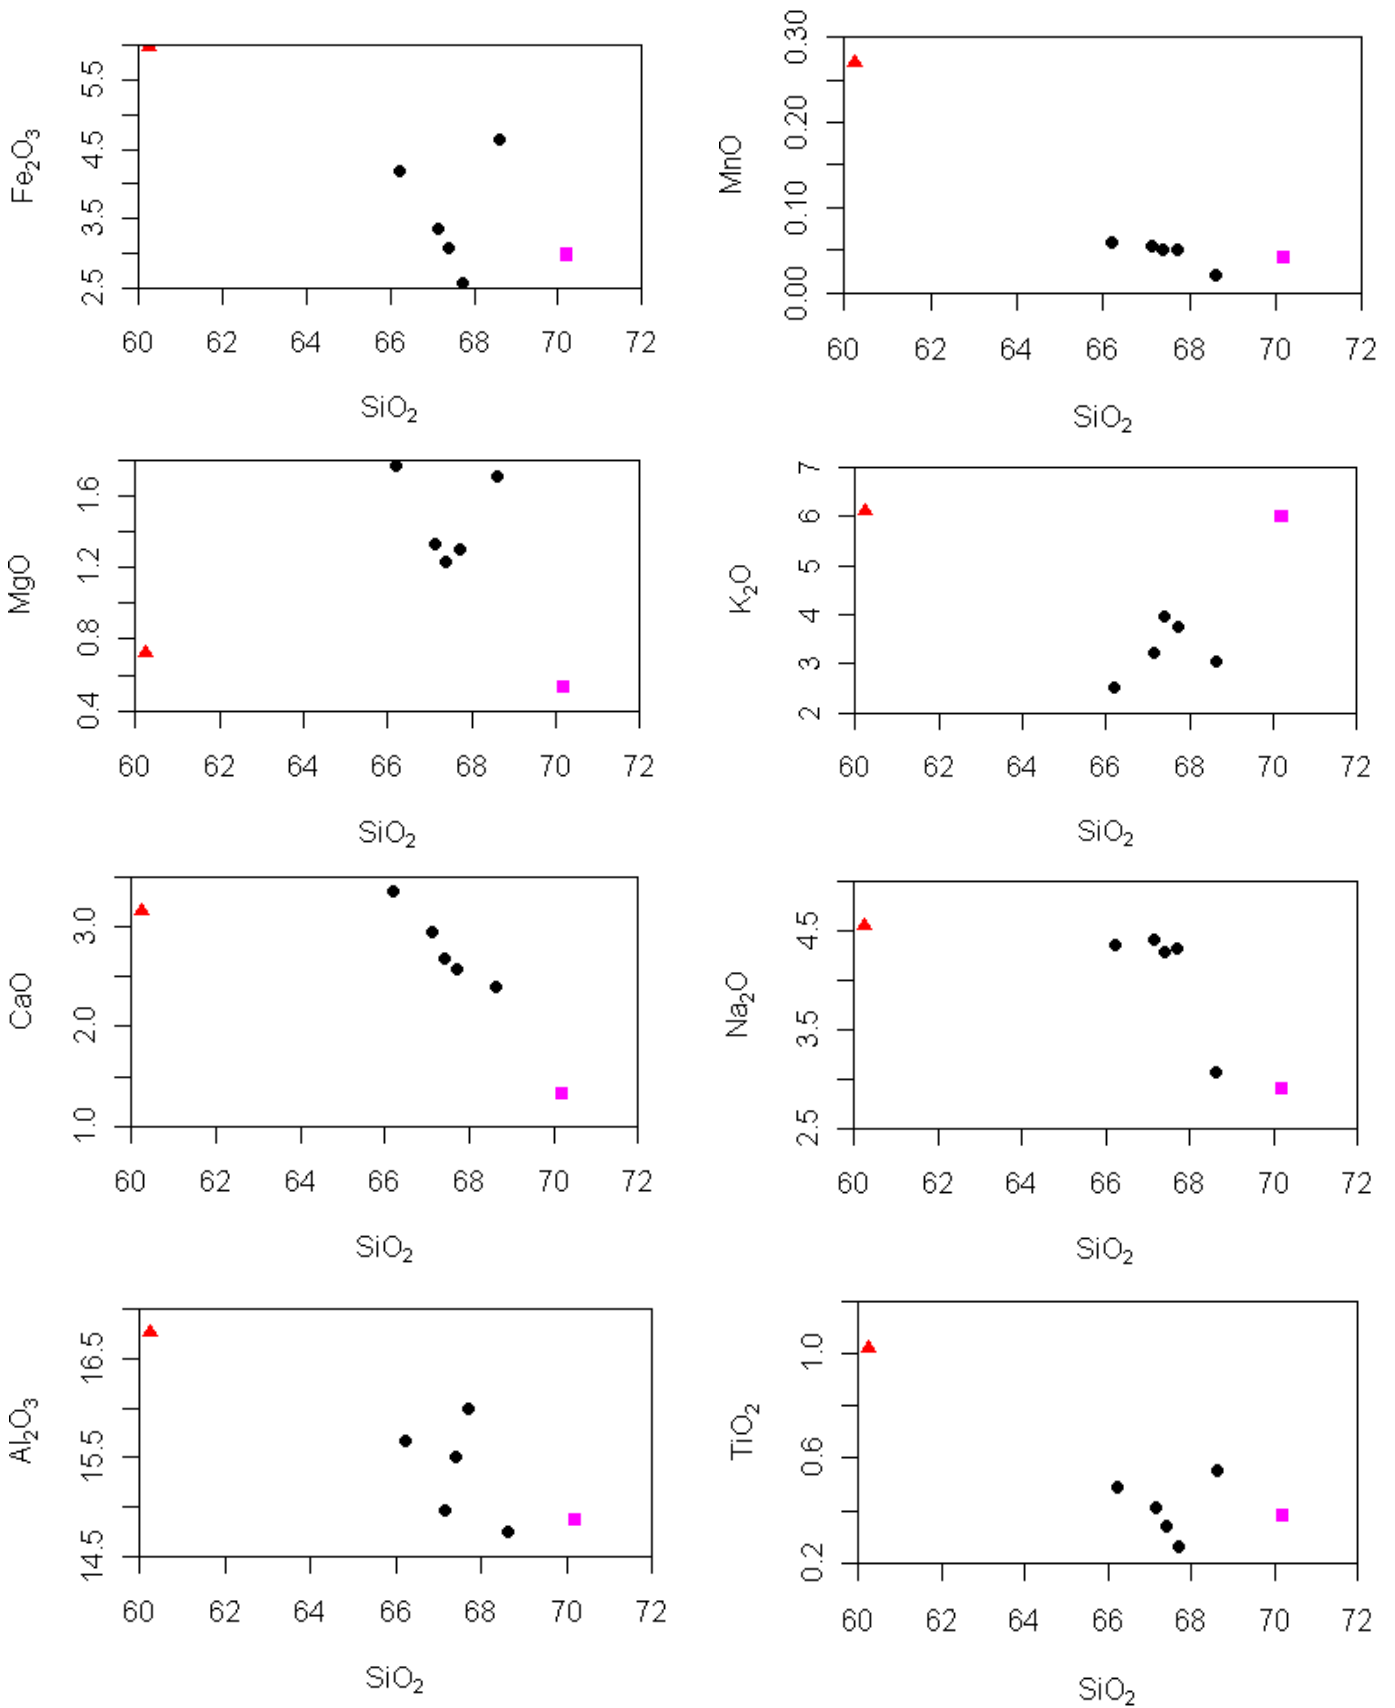 Fe₂O₃
5.5
4.5
3.5
2.5
60 62 64 66 68 70 72
SiO₂
MnO
0.30
0.20
0.10
0.00
60 62 64 66 68 70 72
SiO₂
MgO
1.6
1.2
0.8
0.4
60 62 64 66 68 70 72
SiO₂
K₂O
7
6
5
4
3
2
60 62 64 66 68 70 72
SiO₂
CaO
3.0
2.0
1.0
60 62 64 66 68 70 72
SiO₂
Na₂O
4.5
3.5
2.5
60 62 64 66 68 70 72
SiO₂
Al₂O₃
16.5
15.5
14.5
60 62 64 66 68 70 72
SiO₂
TiO₂
1.0
0.6
0.2
60 62 64 66 68 70 72
SiO₂